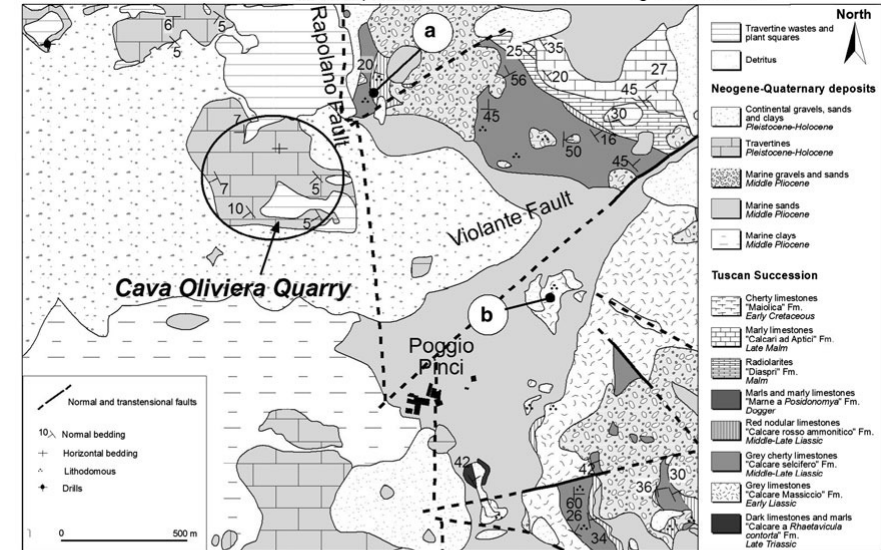 6
5
5
Rapolano Fault
a
20
25
35
56
20
27
45
45
30
16
50
45
7
7
5
10
5
Violante Fault
Cava Oliviera Quarry
b
Poggio
Pinci
42
42
30
36
60
26
34
Normal and transtensional faults
10 Normal bedding
Horizontal bedding
Lithodomous
Drills
0 500 m
North
Travertine wastes and
plant squares
Detritus
Neogene-Quaternary deposits
Continental gravels, sands
and clays
Pleistocene-Holocene
Travertines
Pleistocene-Holocene
Marine gravels and sands
Middle Pliocene
Marine sands
Middle Pliocene
Marine clays
Middle Pliocene
Tuscan Succession
Cherty limestones
"Maiolica" Fm.
Early Cretaceous
Marly limestones
"Calcari ad Aptici" Fm.
Late Malm
Radiolarites
"Diaspri" Fm.
Malm
Marls and marly limestones
"Marne a Posidonomya" Fm.
Dogger
Red nodular limestones
"Calcare rosso ammonitico" Fm.
Middle-Late Liassic
Grey cherty limestones
"Calcare selcifero" Fm.
Middle-Late Liassic
Grey limestones
"Calcare Massiccio" Fm.
Early Liassic
Dark limestones and marls
"Calcare a Rhaetavicula
contorta" Fm.
Late Triassic